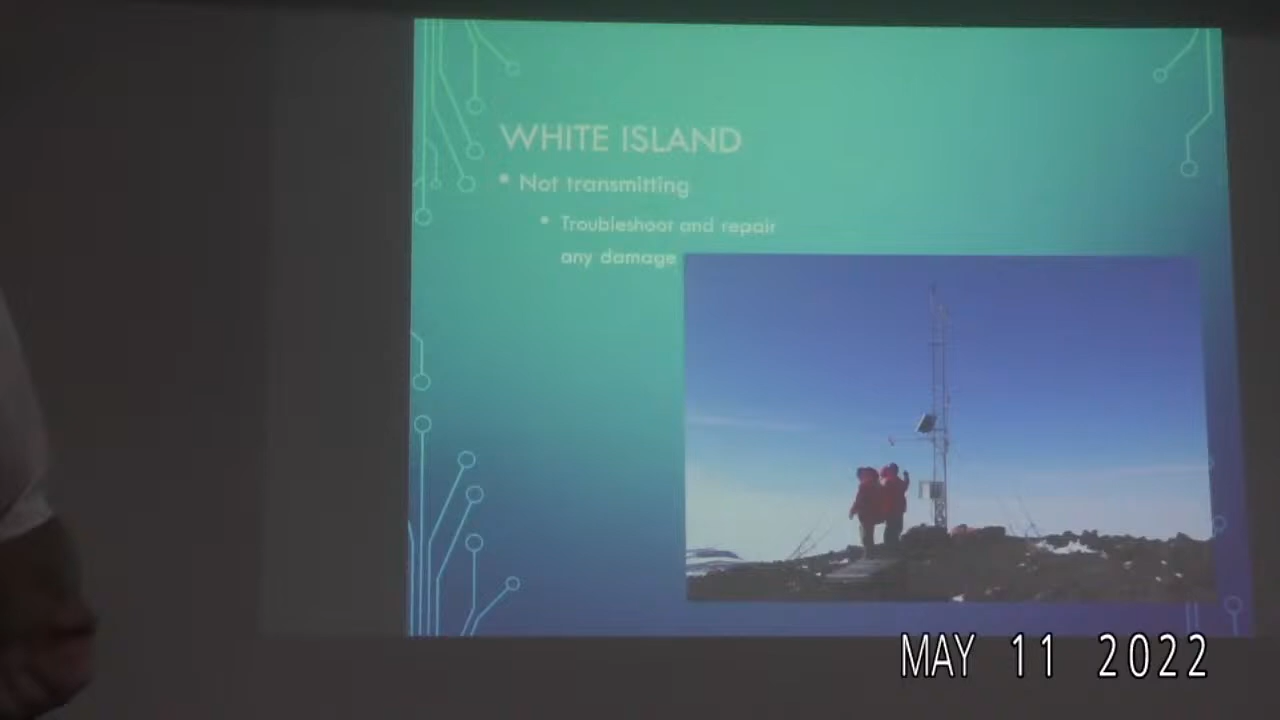 WHITE ISLAND
• Not transmitting
• Troubleshoot and repair
any damage
MAY 11 2022